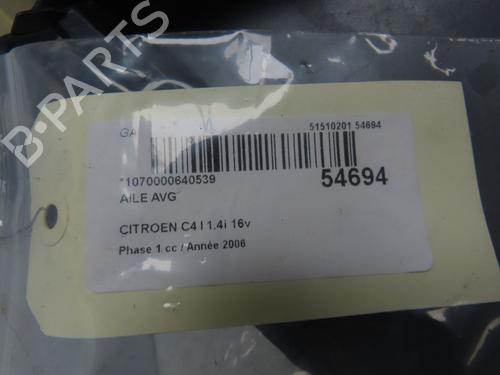 B-PARTS
GA
51510201 54694
*1070000640539
54694
AILE AVG
CITROEN C4 I 1.4i 16v
Phase 1 cc / Année 2006